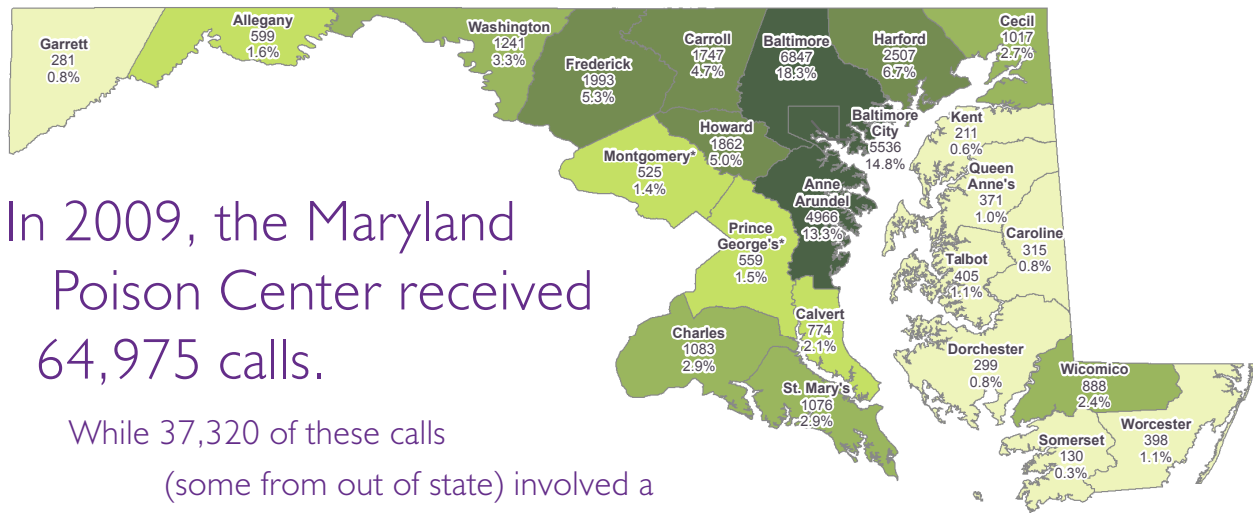 Garrett
281
0.8%
Allegany
599
1.6%
Washington
1241
3.3%
Frederick
1993
5.3%
Carroll
1747
4.7%
Baltimore
6847
18.3%
Harford
2507
6.7%
Cecil
1017
2.7%
Howard
1862
5.0%
Baltimore
City
5536
14.8%
Kent
211
0.6%
Montgomery*
525
1.4%
Queen
Anne's
371
1.0%
Anne
Arundel
4966
13.3%
Prince
George's*
559
1.5%
Caroline
315
0.8%
Talbot
405
1.1%
Calvert
774
2.1%
Charles
1083
2.9%
Dorchester
299
0.8%
St. Mary's
1076
2.9%
Wicomico
888
2.4%
Somerset
130
0.3%
Worcester
398
1.1%
In 2009, the Maryland
Poison Center received
64,975 calls.
While 37,320 of these calls
(some from out of state) involved a